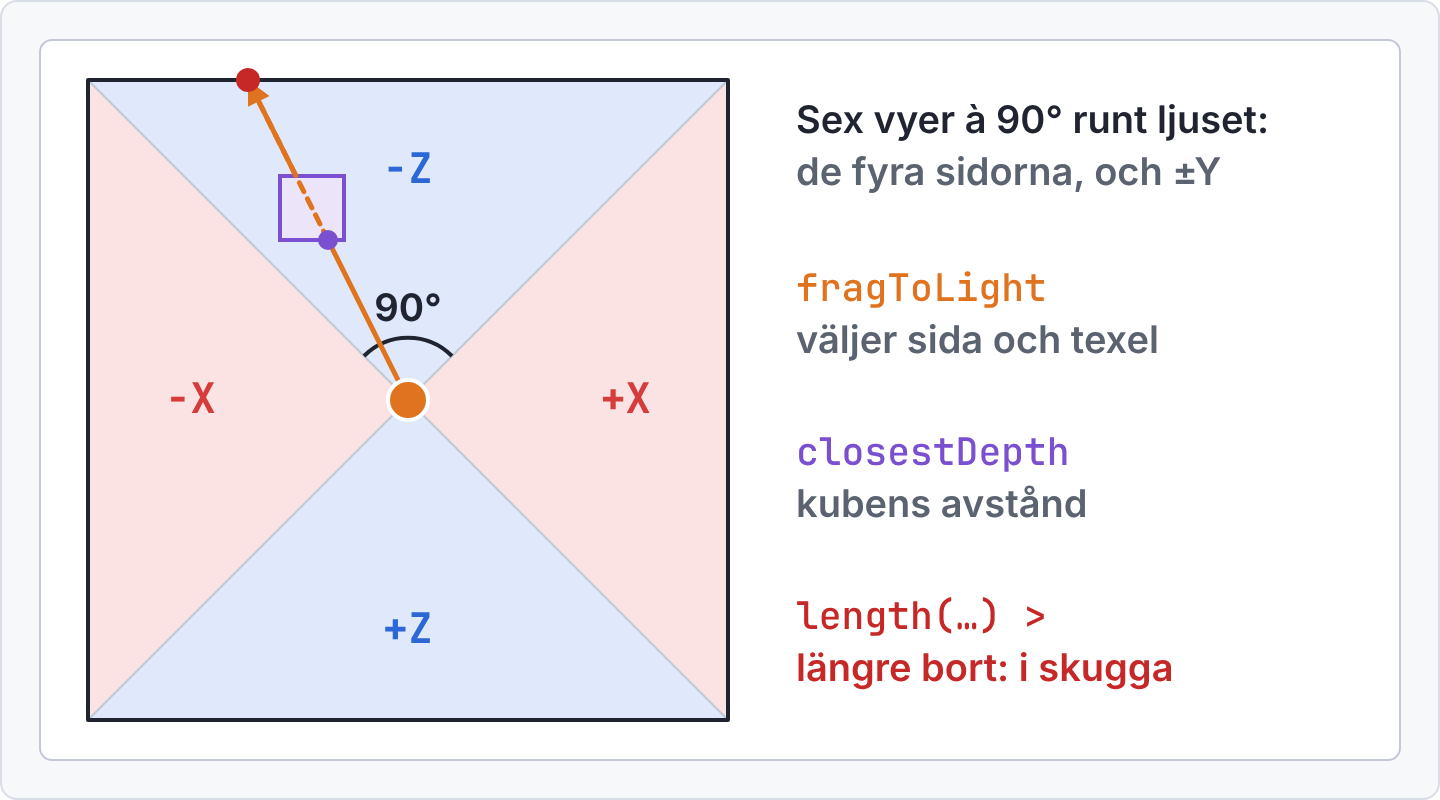 -Z
90°
-X
+X
+Z
Sex vyer à 90° runt ljuset:
de fyra sidorna, och ±Y
fragToLight
väljer sida och texel
closestDepth
kubens avstånd
length(…) >
längre bort: i skugga